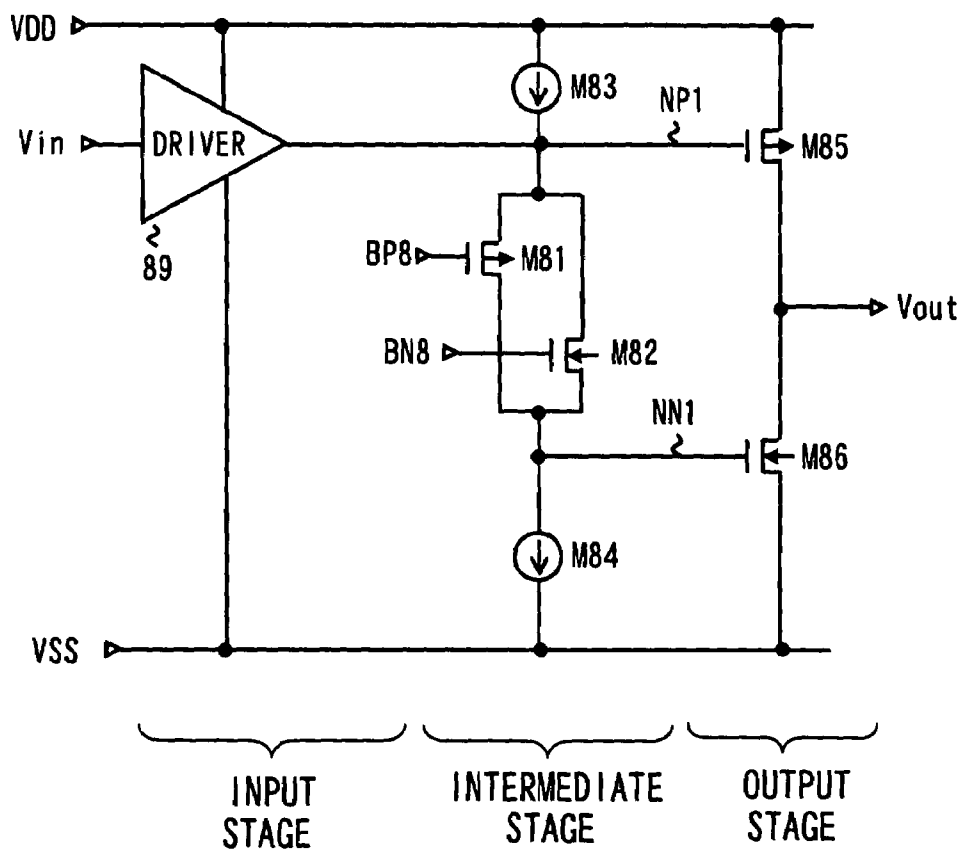 VDD
M83
NP1
Vin
DRIVER
M85
89
BP8
M81
Vout
BN8
M82
NN1
M86
M84
VSS
INPUT
STAGE
INTERMEDIATE
STAGE
OUTPUT
STAGE